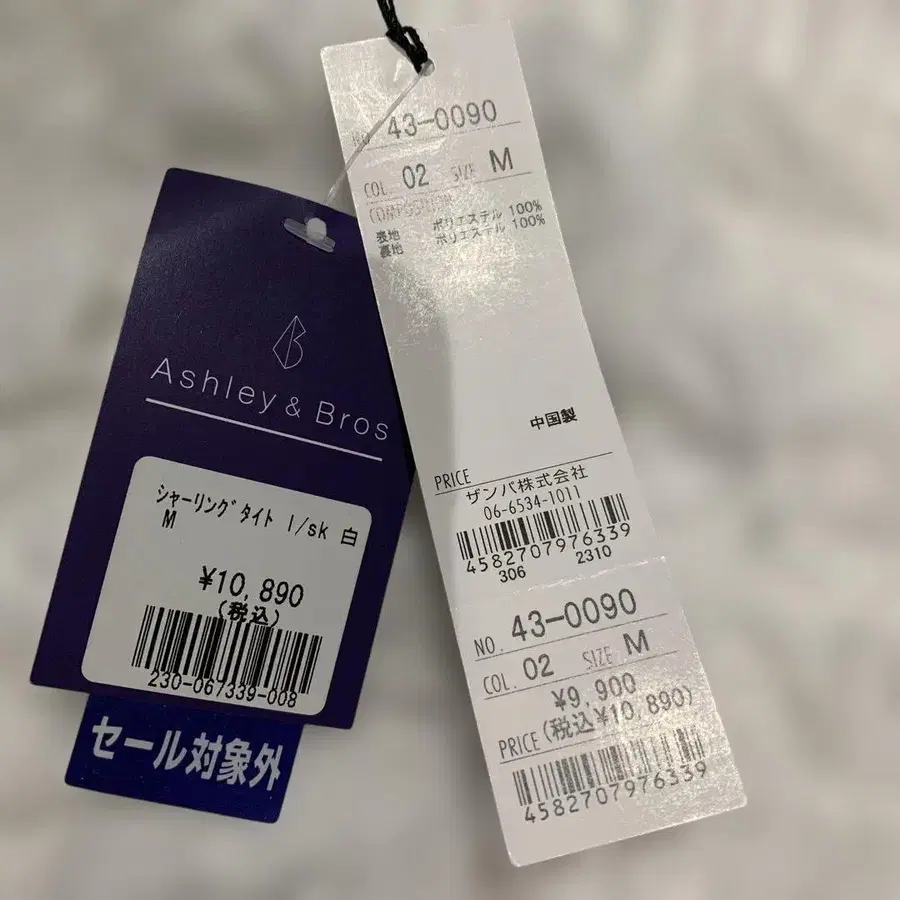 Ashley & Bros
シャーリングタイト l/sk 白
M
¥10,890
(税込)
230-067339-008
セール対象外
NO. 43-0090
COL. 02 SIZE M
COMPOSITION
表地 ポリエステル 100%
裏地 ポリエステル 100%
中国製
PRICE
ザンパ株式会社
06-6534-1011
4582707976339
306 2310
NO. 43-0090
COL. 02 SIZE M
¥9,900
PRICE (税込¥10,890)
4582707976339